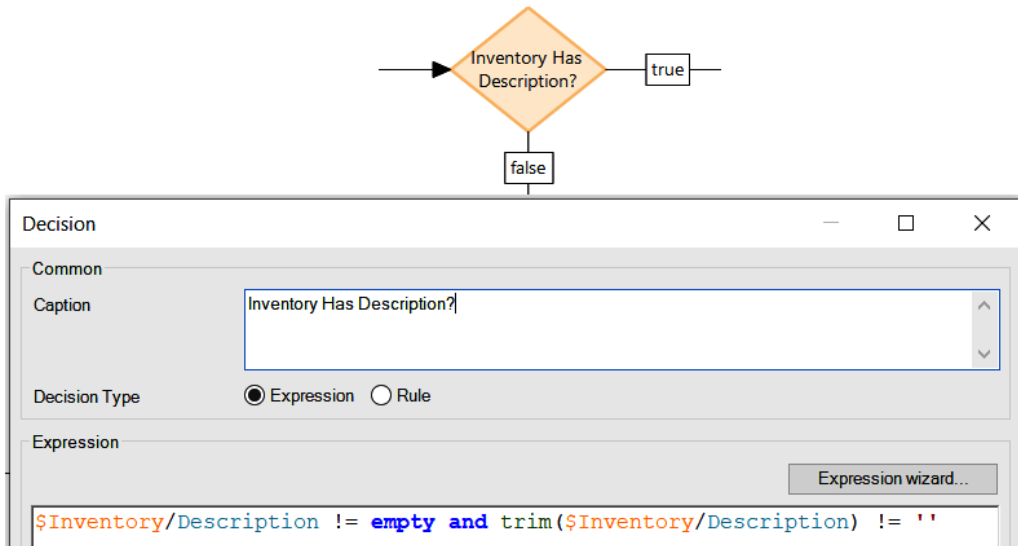 Inventory Has
Description?
true
false
Decision
Common
Caption
Inventory Has Description?
Decision Type
Expression
Rule
Expression
Expression wizard...
$Inventory/Description != empty and trim($Inventory/Description) != ''